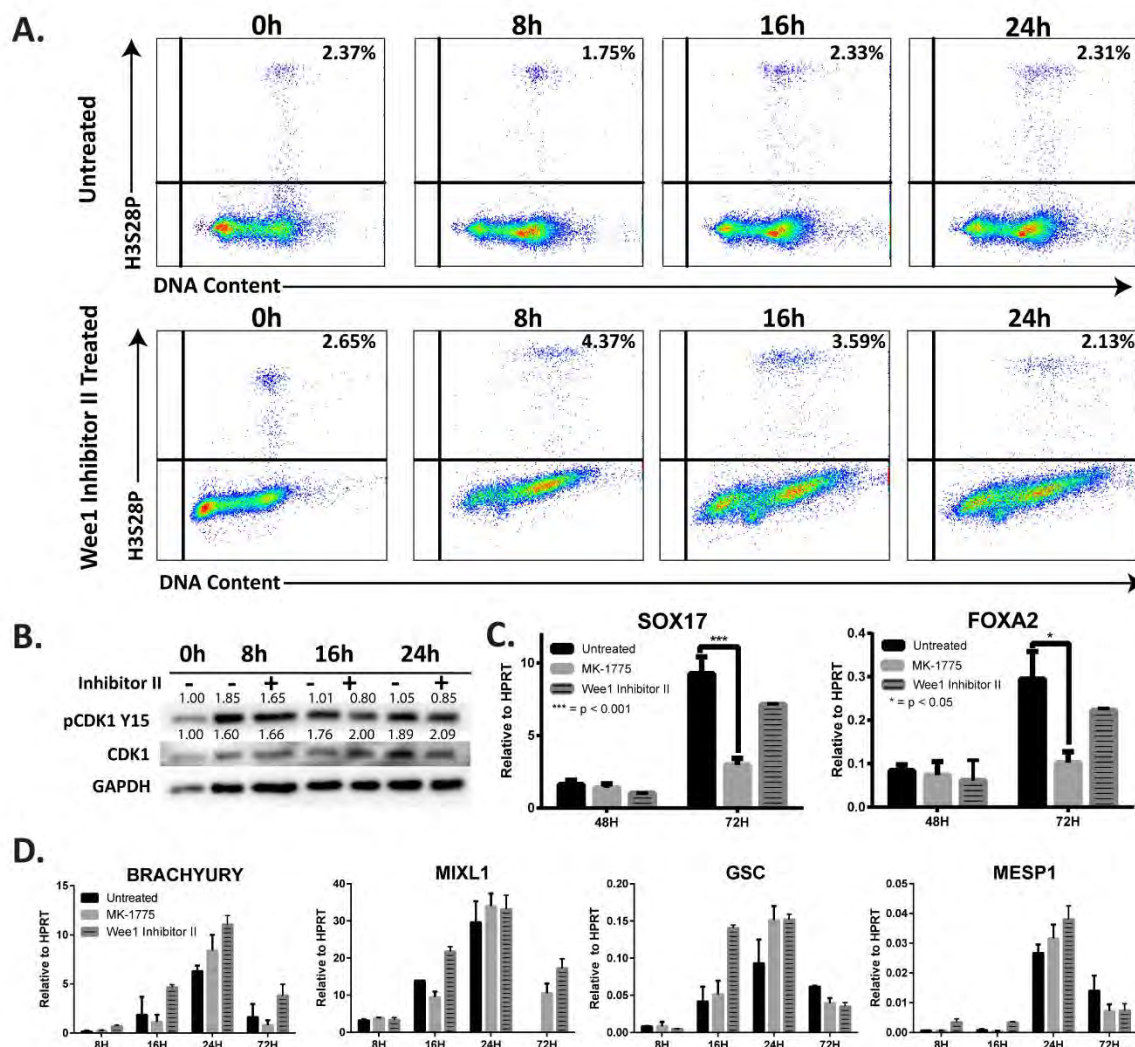 A.
0h 8h 16h 24h
Untreated
H3S28P
2.37% 1.75% 2.33% 2.31%
DNA Content
0h 8h 16h 24h
Wee1 Inhibitor II Treated
H3S28P
2.65% 4.37% 3.59% 2.13%
DNA Content
B.
0h 8h 16h 24h
Inhibitor II - - + - + - +
1.00 1.85 1.65 1.01 0.80 1.05 0.85
pCDK1 Y15
1.00 1.60 1.66 1.76 2.00 1.89 2.09
CDK1
GAPDH
C.
SOX17
Relative to HPRT
10
5
0
Untreated
MK-1775
Wee1 Inhibitor II
*** = p < 0.001
***
48H 72H
FOXA2
Relative to HPRT
0.4
0.3
0.2
0.1
0.0
Untreated
MK-1775
Wee1 Inhibitor II
* = p < 0.05
*
48H 72H
D.
BRACHYURY
Relative to HPRT
15
10
5
0
Untreated
MK-1775
Wee1 Inhibitor II
8H 16H 24H 72H
MIXL1
Relative to HPRT
40
30
20
10
0
8H 16H 24H 72H
GSC
Relative to HPRT
0.20
0.15
0.10
0.05
0.00
8H 16H 24H 72H
MESP1
Relative to HPRT
0.05
0.04
0.03
0.02
0.01
0.00
8H 16H 24H 72H